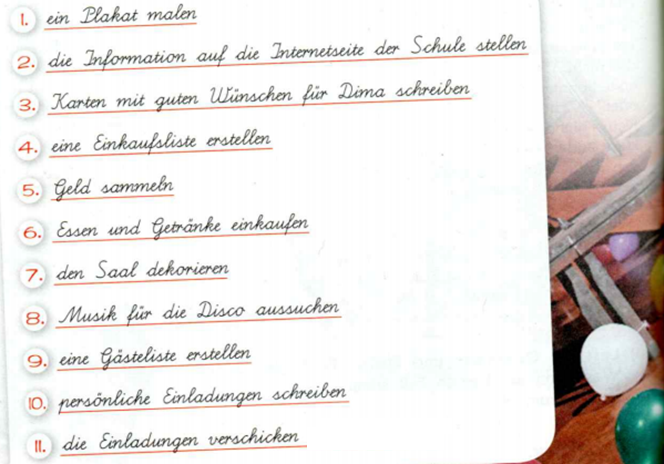 1. ein Plakat malen
2. die Information auf die Internetseite der Schule stellen
3. Karten mit guten Wünschen für Dima schreiben
4. eine Einkaufsliste erstellen
5. Geld sammeln
6. Essen und Getränke einkaufen
7. den Saal dekorieren
8. Musik für die Disco aussuchen
9. eine Gästeliste erstellen
10. persönliche Einladungen schreiben
11. die Einladungen verschicken